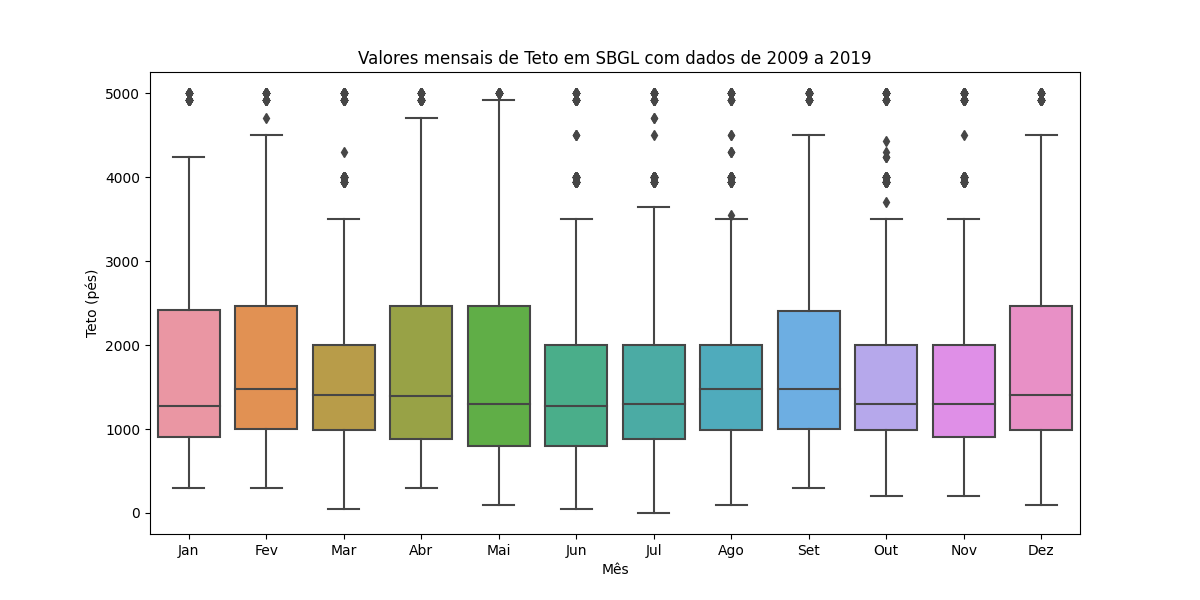 Valores mensais de Teto em SBGL com dados de 2009 a 2019
Teto (pés)
5000
4000
3000
2000
1000
0
Jan Fev Mar Abr Mai Jun Jul Ago Set Out Nov Dez
Mês